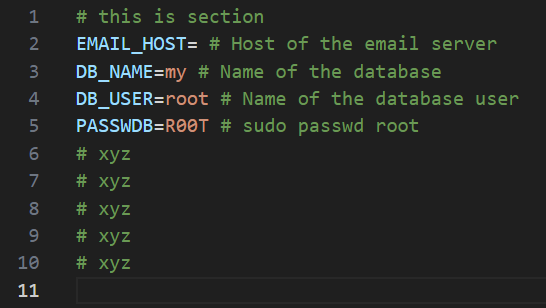 1 # this is section
2 EMAIL_HOST= # Host of the email server
3 DB_NAME=my # Name of the database
4 DB_USER=root # Name of the database user
5 PASSWDB=R00T # sudo passwd root
6 # xyz
7 # xyz
8 # xyz
9 # xyz
10 # xyz
11